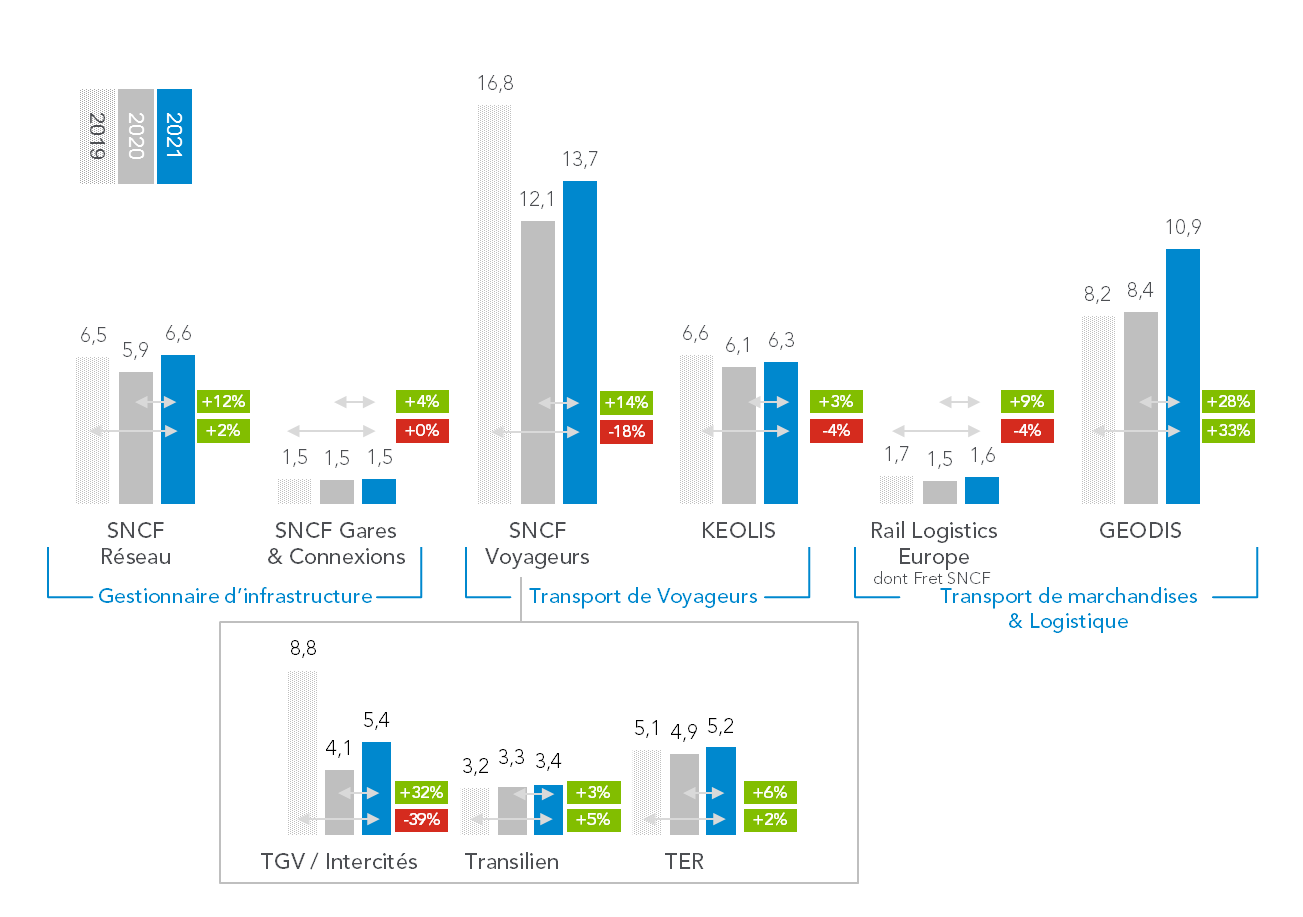 2019
2020
2021
16,8
12,1
13,7
6,5
5,9
6,6
+12%
+2%
1,5
1,5
1,5
+4%
+0%
+14%
-18%
6,6
6,1
6,3
+3%
-4%
1,7
1,5
1,6
+9%
-4%
8,2
8,4
10,9
+28%
+33%
SNCF
Réseau
SNCF Gares
& Connexions
SNCF
Voyageurs
KEOLIS
Rail Logistics
Europe
dont Fret SNCF
GEODIS
Gestionnaire d'infrastructure
Transport de Voyageurs
Transport de marchandises
& Logistique
8,8
4,1
5,4
+32%
-39%
3,2
3,3
3,4
+3%
+5%
5,1
4,9
5,2
+6%
+2%
TGV / Intercités
Transilien
TER